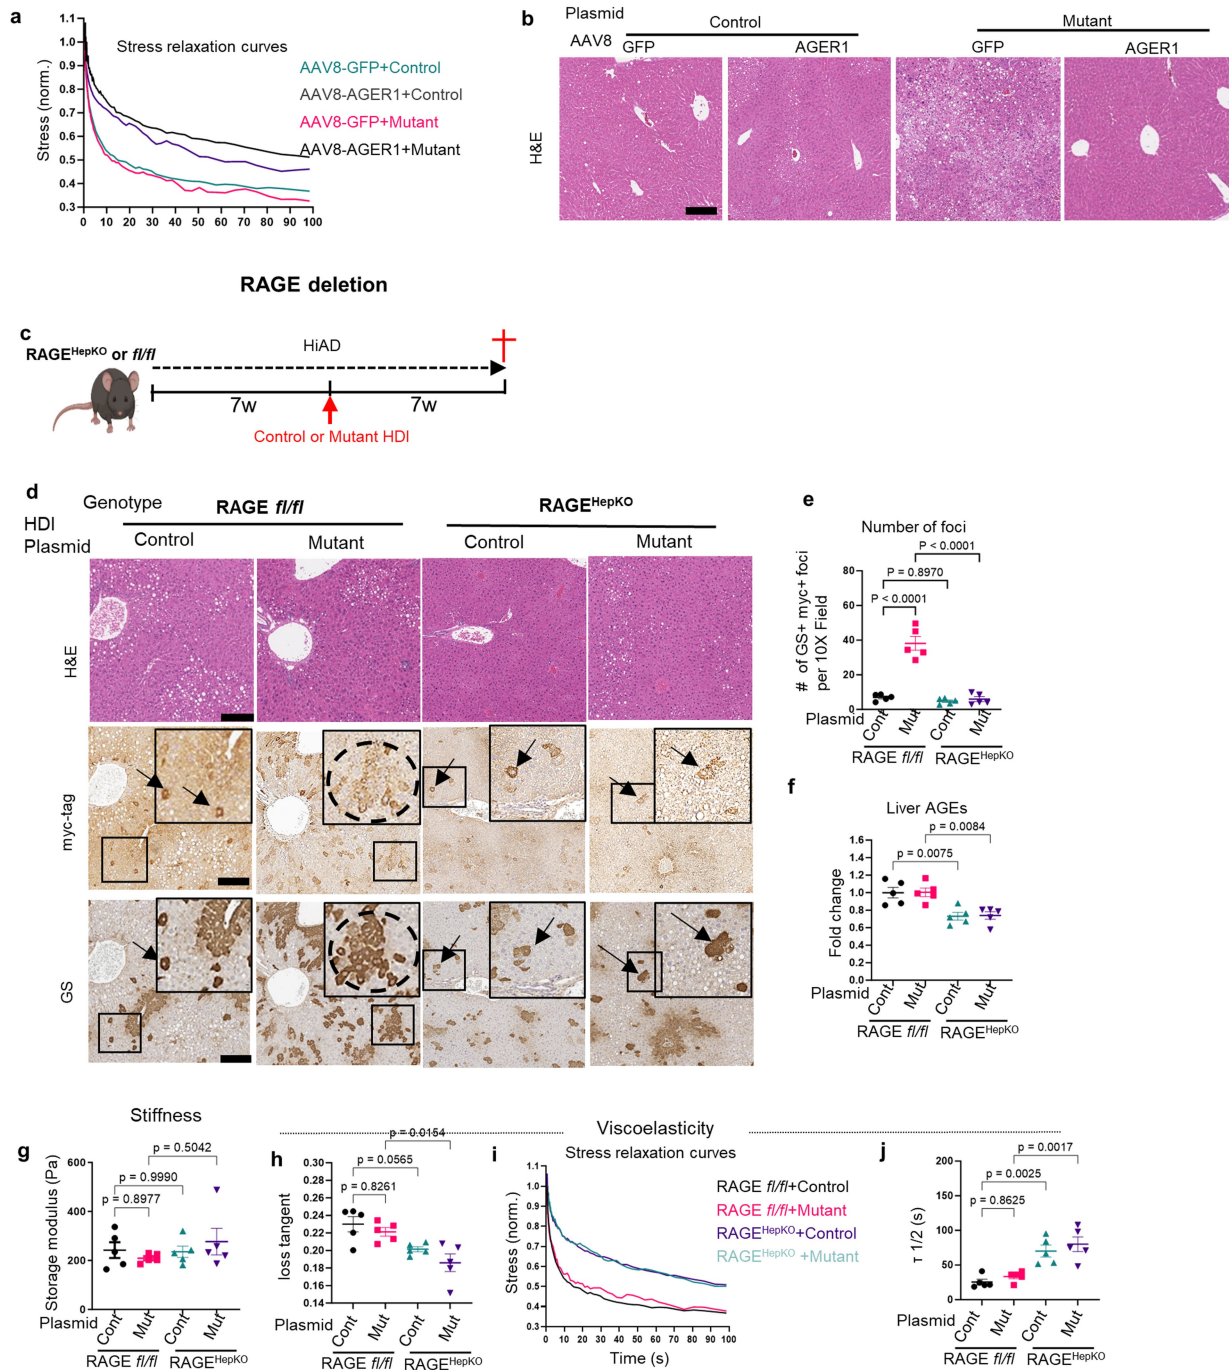 a
Stress relaxation curves
Stress (norm.)
1.1
1.0
0.9
0.8
0.7
0.6
0.5
0.4
0.3
0 10 20 30 40 50 60 70 80 90 100
AAV8-GFP+Control
AAV8-AGER1+Control
AAV8-GFP+Mutant
AAV8-AGER1+Mutant
b
Plasmid
Control
Mutant
AAV8
GFP
AGER1
GFP
AGER1
H&E
RAGE deletion
c
RAGEHepKO or fl/fl
HiAD
7w
7w
Control or Mutant HDI
d
Genotype
RAGE fl/fl
RAGEHepKO
HDI
Plasmid
Control
Mutant
Control
Mutant
H&E
myc-tag
GS
e
Number of foci
P < 0.0001
P = 0.8970
P < 0.0001
# of GS+ myc+ foci
per 10X Field
80
60
40
20
0
Plasmid
Cont
Mut
Cont
Mut
RAGE fl/fl
RAGEHepKO
f
Liver AGEs
p = 0.0084
p = 0.0075
Fold change
1.6
1.4
1.2
1.0
0.8
0.6
0.4
0.2
0.0
Plasmid
Cont
Mut
Cont
Mut
RAGE fl/fl
RAGEHepKO
Stiffness
g
p = 0.5042
p = 0.9990
p = 0.8977
Storage modulus (Pa)
600
400
200
0
Plasmid
Cont
Mut
Cont
Mut
RAGE fl/fl
RAGEHepKO
Viscoelasticity
h
p = 0.0154
p = 0.0565
p = 0.8261
loss tangent
0.30
0.28
0.26
0.24
0.22
0.20
0.18
0.16
0.14
Plasmid
Cont
Mut
Cont
Mut
RAGE fl/fl
RAGEHepKO
i
Stress relaxation curves
Stress (norm.)
1.1
1.0
0.9
0.8
0.7
0.6
0.5
0.4
0.3
0 10 20 30 40 50 60 70 80 90 100
Time (s)
RAGE fl/fl+Control
RAGE fl/fl+Mutant
RAGEHepKO+Control
RAGEHepKO +Mutant
j
p = 0.0017
p = 0.0025
p = 0.8625
τ 1/2 (s)
200
150
100
50
0
Plasmid
Cont
Mut
Cont
Mut
RAGE fl/fl
RAGEHepKO